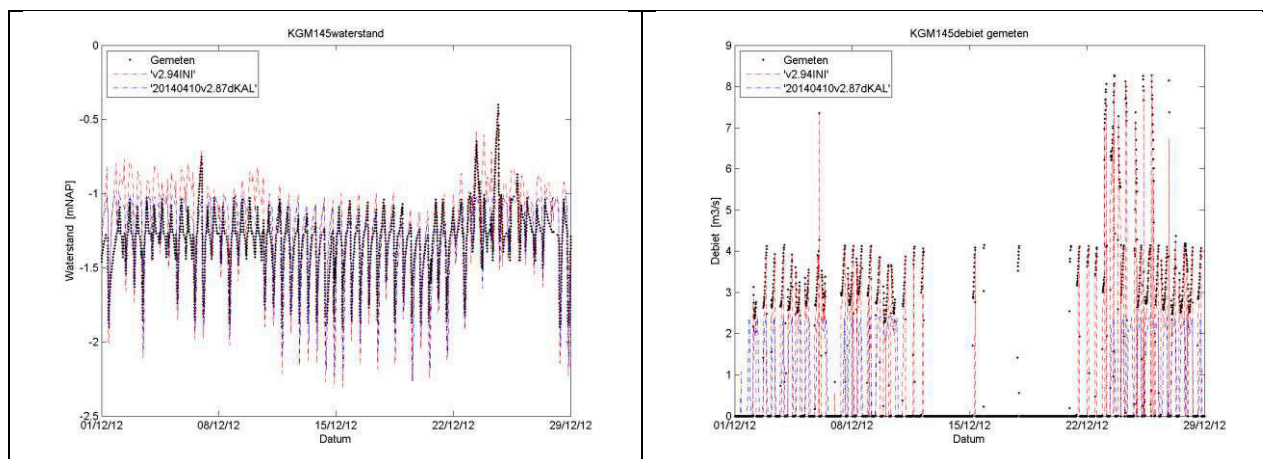 KGM145waterstand
0
-0.5
-1
-1.5
-2
-2.5
Waterstand [mNAP]
Gemeten
'v2.94INI'
'20140410v2.87dKAL'
01/12/12 08/12/12 15/12/12 22/12/12 29/12/12
Datum
KGM145debiet gemeten
9
8
7
6
5
4
3
2
1
0
Debiet [m3/s]
Gemeten
'v2.94INI'
'20140410v2.87dKAL'
01/12/12 08/12/12 15/12/12 22/12/12 29/12/12
Datum